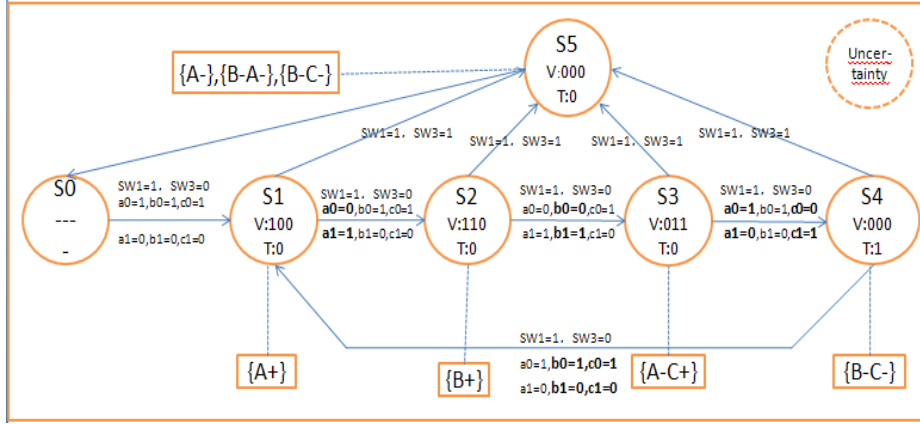 S5
V:000
T:0
Uncer-
tainty
{A-},{B-A-},{B-C-}
SW1=1, SW3=1
SW1=1, SW3=1
SW1=1, SW3=1
SW1=1, SW3=1
S0
---
-
SW1=1, SW3=0
a0=1,b0=1,c0=1
a1=0,b1=0,c1=0
S1
V:100
T:0
SW1=1, SW3=0
a0=0,b0=1,c0=1
a1=1,b1=0,c1=0
S2
V:110
T:0
SW1=1, SW3=0
a0=0,b0=0,c0=1
a1=1,b1=1,c1=0
S3
V:011
T:0
SW1=1, SW3=0
a0=1,b0=1,c0=0
a1=0,b1=0,c1=1
S4
V:000
T:1
SW1=1, SW3=0
a0=1,b0=1,c0=1
a1=0,b1=0,c1=0
{A+}
{B+}
{A-C+}
{B-C-}